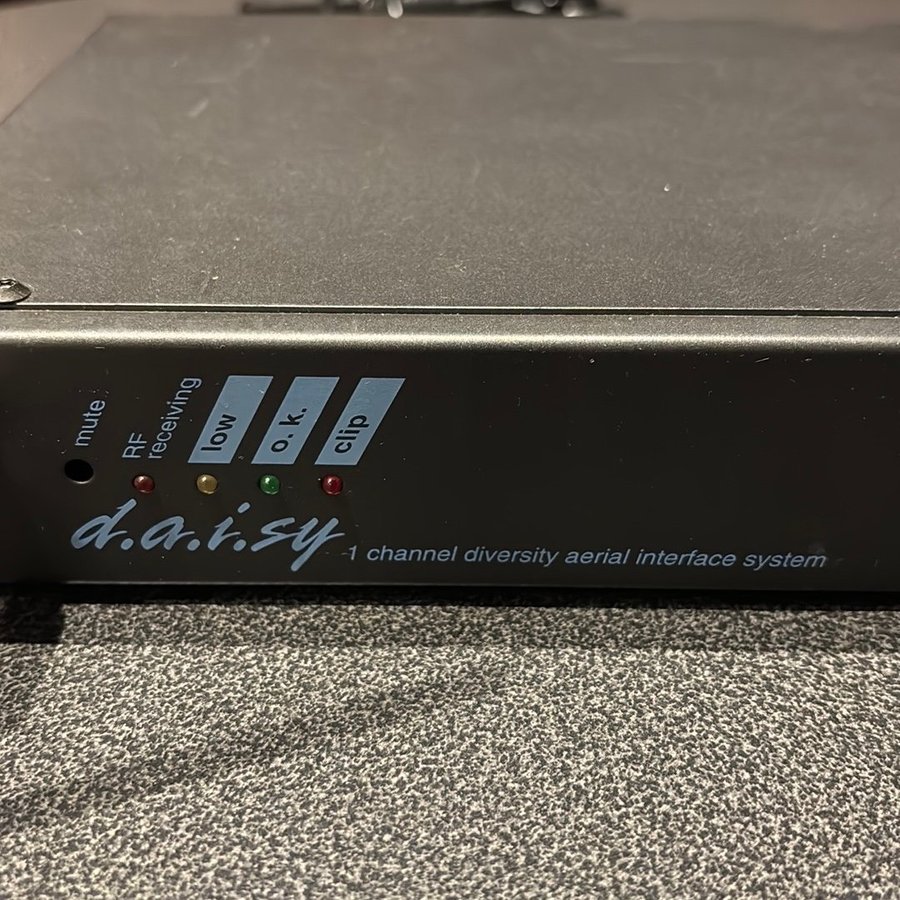 mute
RF
receiving
low
o. k.
clip
d.a.i.sy
1 channel diversity aerial interface system